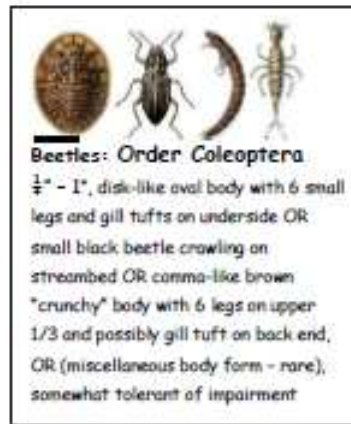 Beetles: Order Coleoptera
¼" - 1", disk-like oval body with 6 small
legs and gill tufts on underside OR
small black beetle crawling on
streambed OR comma-like brown
"crunchy" body with 6 legs on upper
1/3 and possibly gill tuft on back end,
OR (miscellaneous body form - rare),
somewhat tolerant of impairment